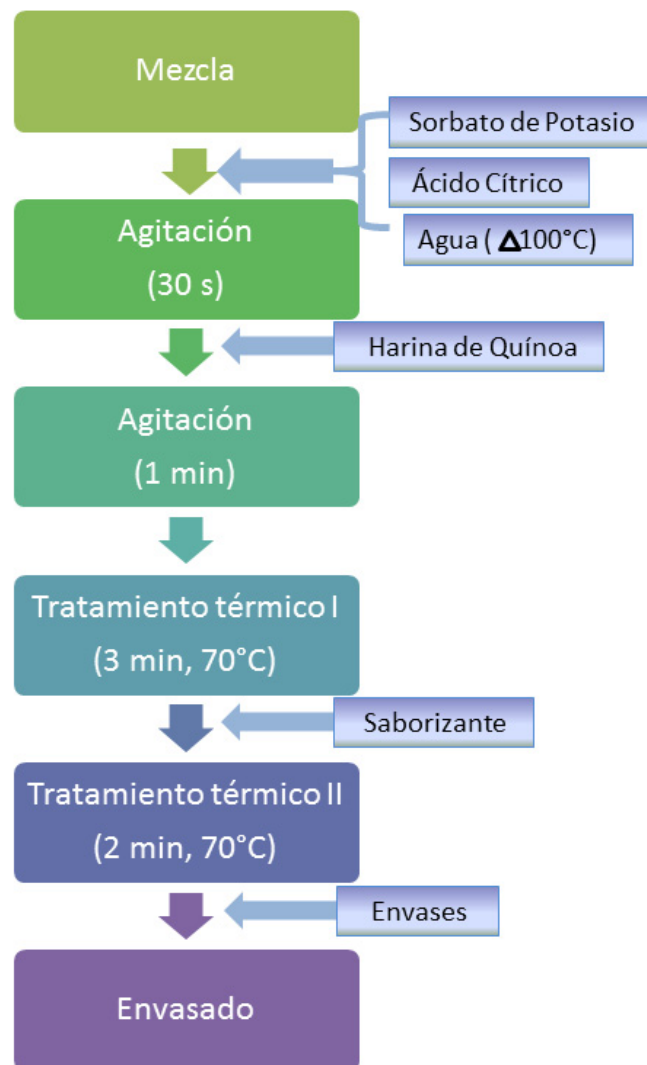 Mezcla
Sorbato de Potasio
Ácido Cítrico
Agua ( Δ100°C)
Agitación
(30 s)
Harina de Quínoa
Agitación
(1 min)
Tratamiento térmico I
(3 min, 70°C)
Saborizante
Tratamiento térmico II
(2 min, 70°C)
Envases
Envasado